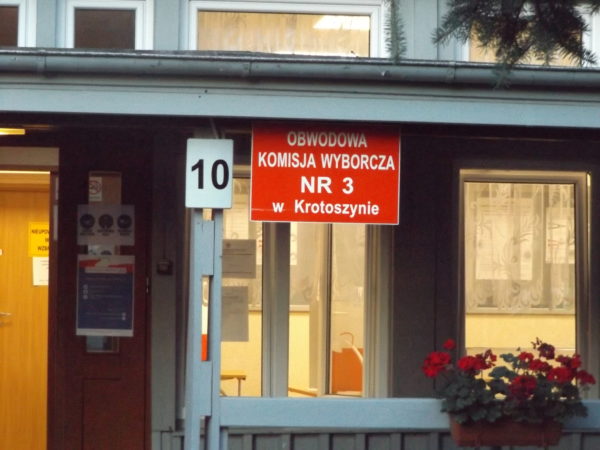 10
OBWODOWA
KOMISJA WYBORCZA
NR 3
w Krotoszynie